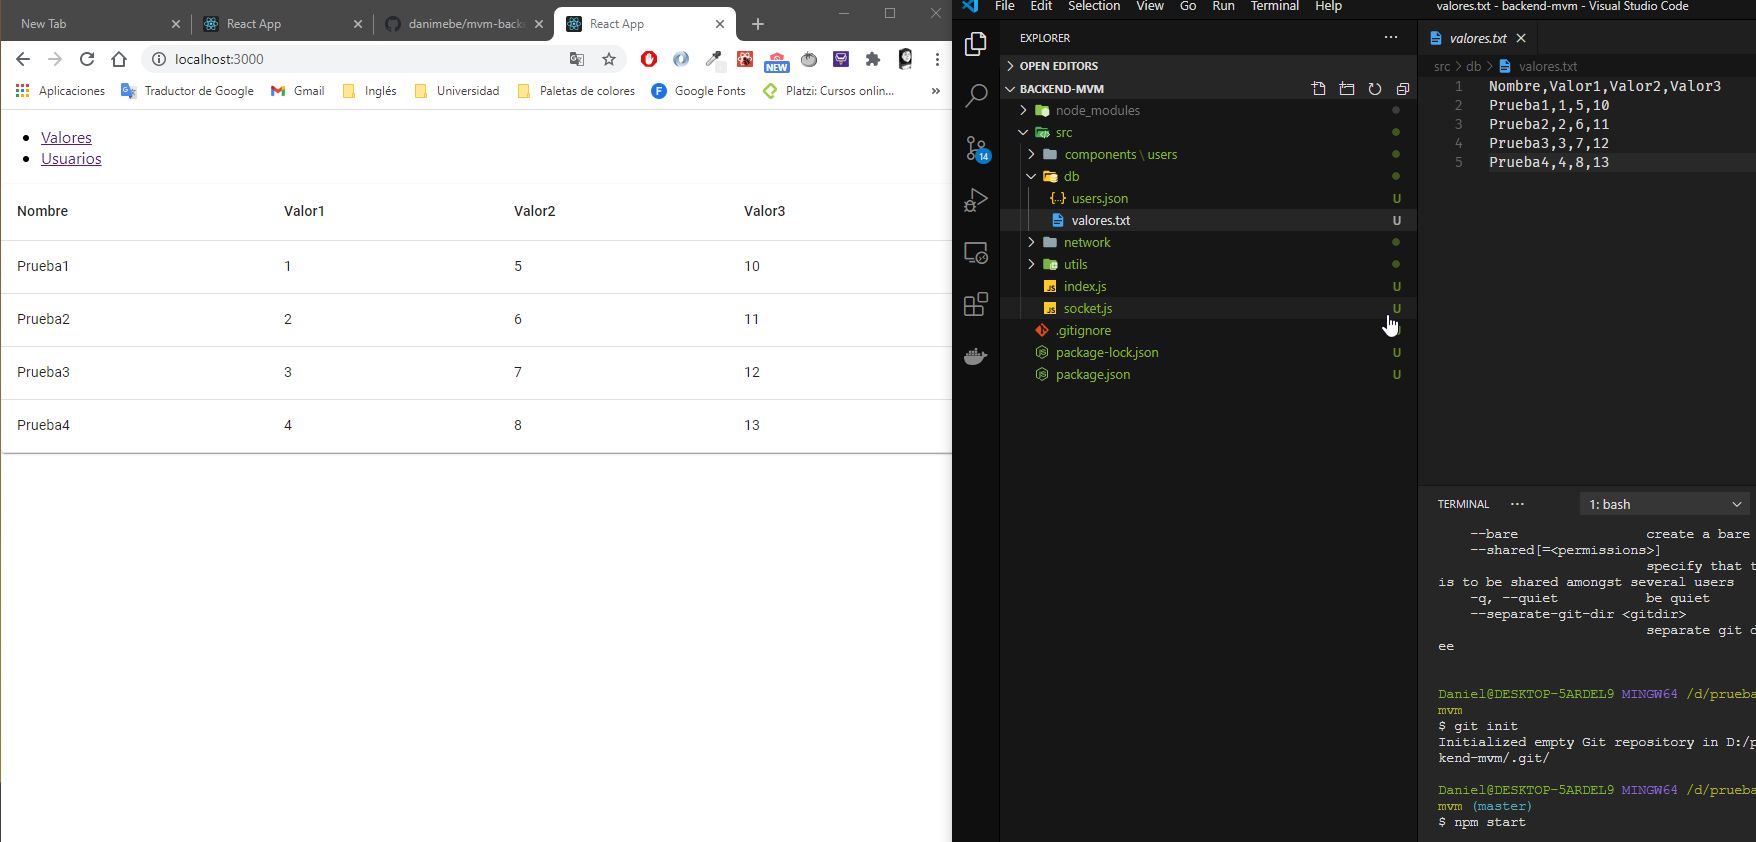 New Tab
React App
danimebe/mvm-back
React App
localhost:3000
NEW
Aplicaciones
Traductor de Google
Gmail
Inglés
Universidad
Paletas de colores
Google Fonts
Platzi: Cursos onlin...
»
Valores
Usuarios
Nombre Valor1 Valor2 Valor3
Prueba1 1 5 10
Prueba2 2 6 11
Prueba3 3 7 12
Prueba4 4 8 13
File Edit Selection View Go Run Terminal Help
valores.txt - backend-mvm - Visual Studio Code
EXPLORER
OPEN EDITORS
BACKEND-MVM
node_modules
src
components \ users
db
users.json U
valores.txt U
network
utils
index.js U
socket.js U
.gitignore
package-lock.json U
package.json U
14
valores.txt
src > db > valores.txt
1 Nombre,Valor1,Valor2,Valor3
2 Prueba1,1,5,10
3 Prueba2,2,6,11
4 Prueba3,3,7,12
5 Prueba4,4,8,13
TERMINAL ... 1: bash
--bare create a bare
--shared[=<permissions>]
specify that t
is to be shared amongst several users
-q, --quiet be quiet
--separate-git-dir <gitdir>
separate git d
ee
Daniel@DESKTOP-5ARDEL9 MINGW64 /d/prueba
mvm
$ git init
Initialized empty Git repository in D:/p
kend-mvm/.git/
Daniel@DESKTOP-5ARDEL9 MINGW64 /d/prueba
mvm (master)
$ npm start